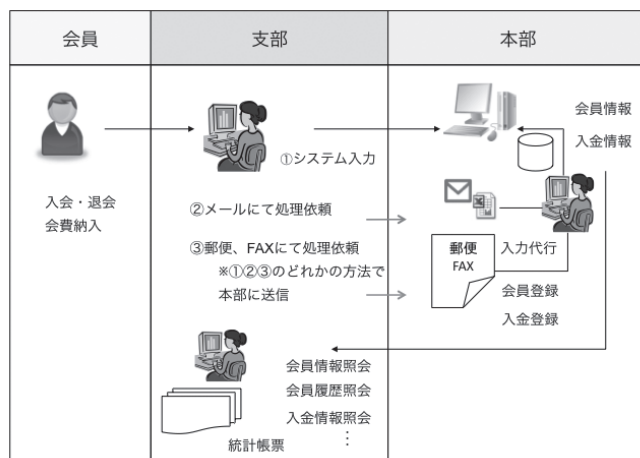 会員
支部
本部
入会・退会
会費納入
①システム入力
②メールにて処理依頼
③郵便、FAXにて処理依頼
※①②③のどれかの方法で
本部に送信
会員情報
入金情報
郵便
FAX
入力代行
会員登録
入金登録
会員情報照会
会員履歴照会
入金情報照会
⋮
統計帳票